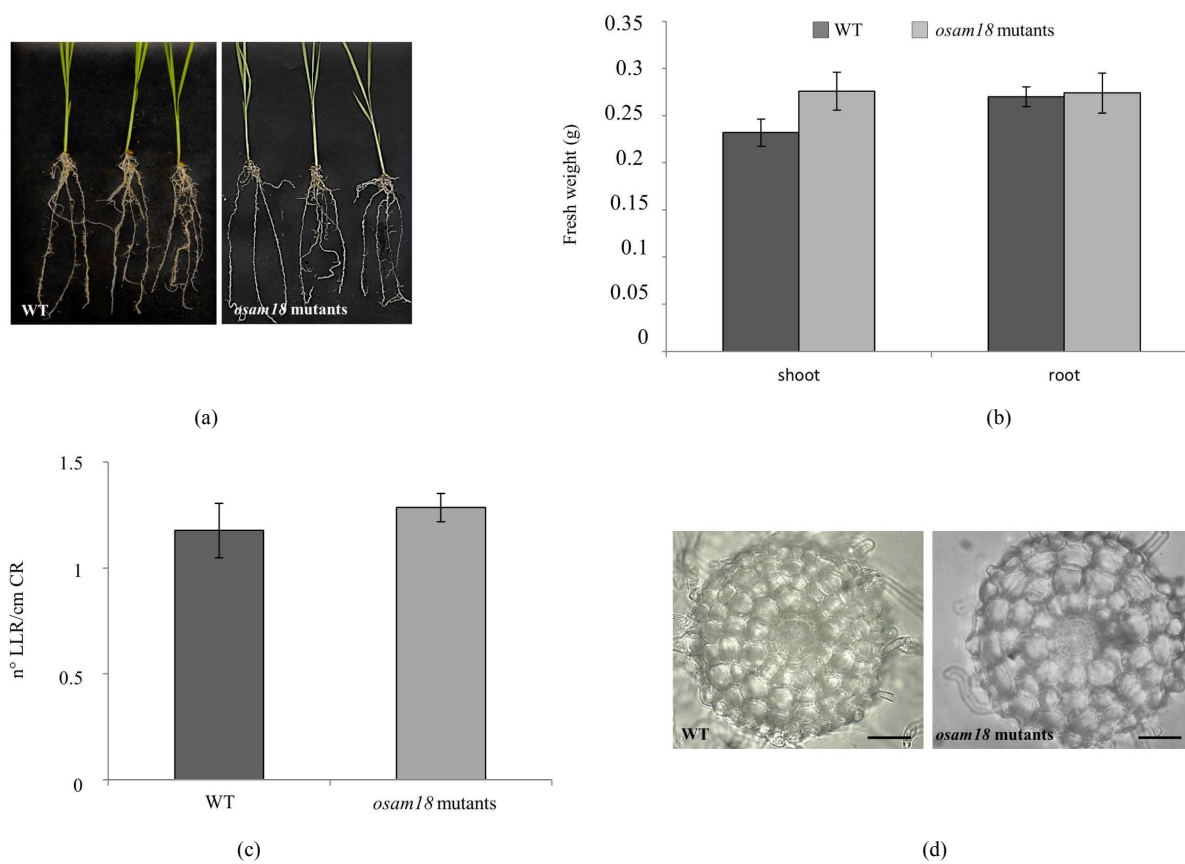 WT
osam18 mutants
(a)
WT osam18 mutants
0.35
0.3
0.25
0.2
0.15
0.1
0.05
0
Fresh weight (g)
shoot root
(b)
1.5
1
0.5
0
n° LLR/cm CR
WT osam18 mutants
(c)
WT
osam18 mutants
(d)